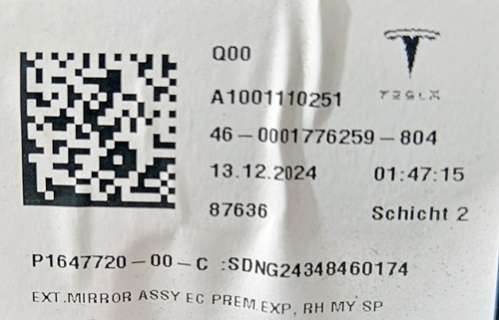 Q00
TESLA
A1001110251
46-0001776259-804
13.12.2024 01:47:15
87636 Schicht 2
P1647720-00-C :SDNG24348460174
EXT.MIRROR ASSY EC PREM.EXP, RH MY SP